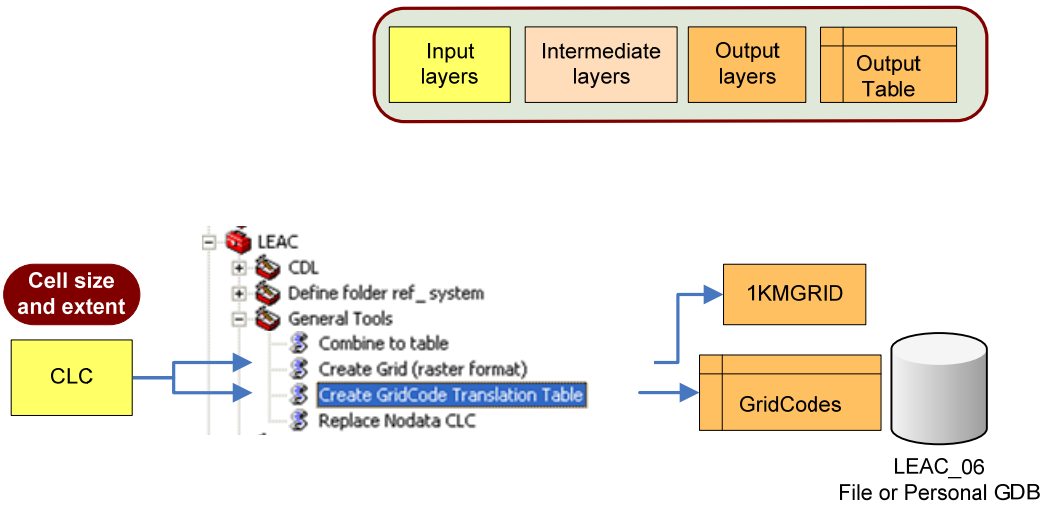 Input
layers
Intermediate
layers
Output
layers
Output
Table
Cell size
and extent
CLC
LEAC
CDL
Define folder ref_ system
General Tools
Combine to table
Create Grid (raster format)
Create GridCode Translation Table
Replace Nodata CLC
1KMGRID
GridCodes
LEAC_06
File or Personal GDB